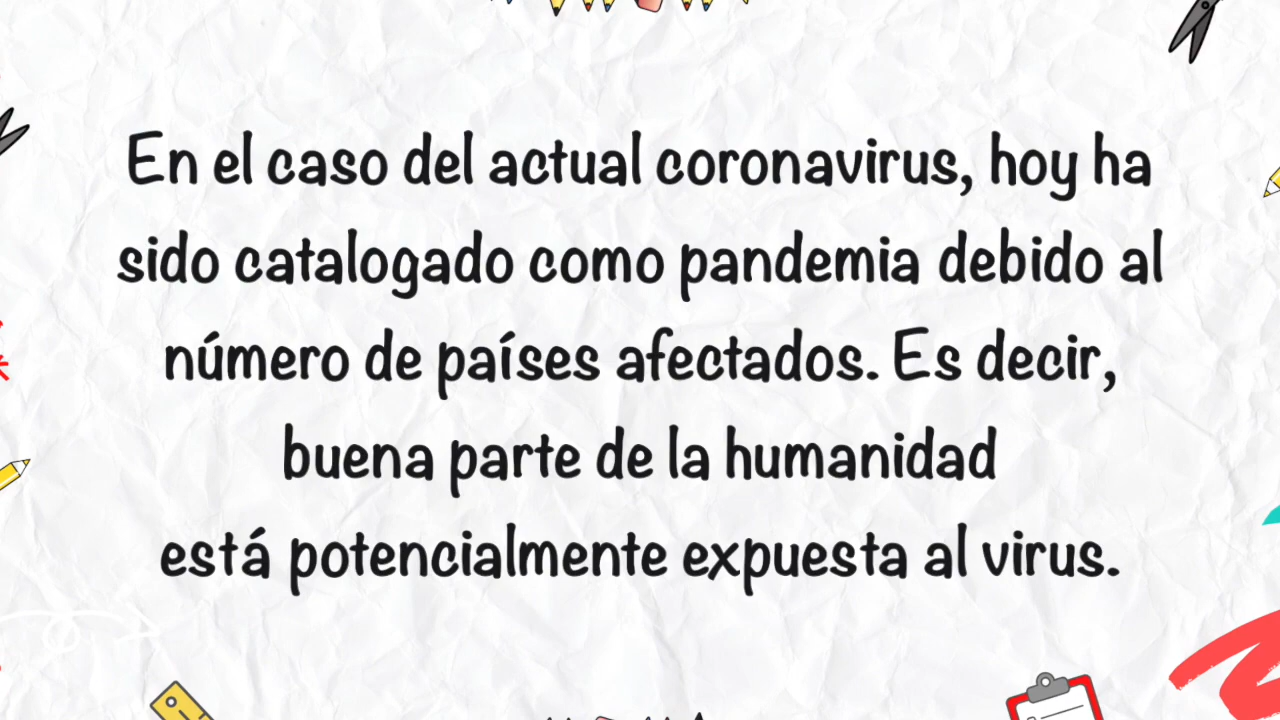 En el caso del actual coronavirus, hoy ha
sido catalogado como pandemia debido al
número de países afectados. Es decir,
buena parte de la humanidad
está potencialmente expuesta al virus.